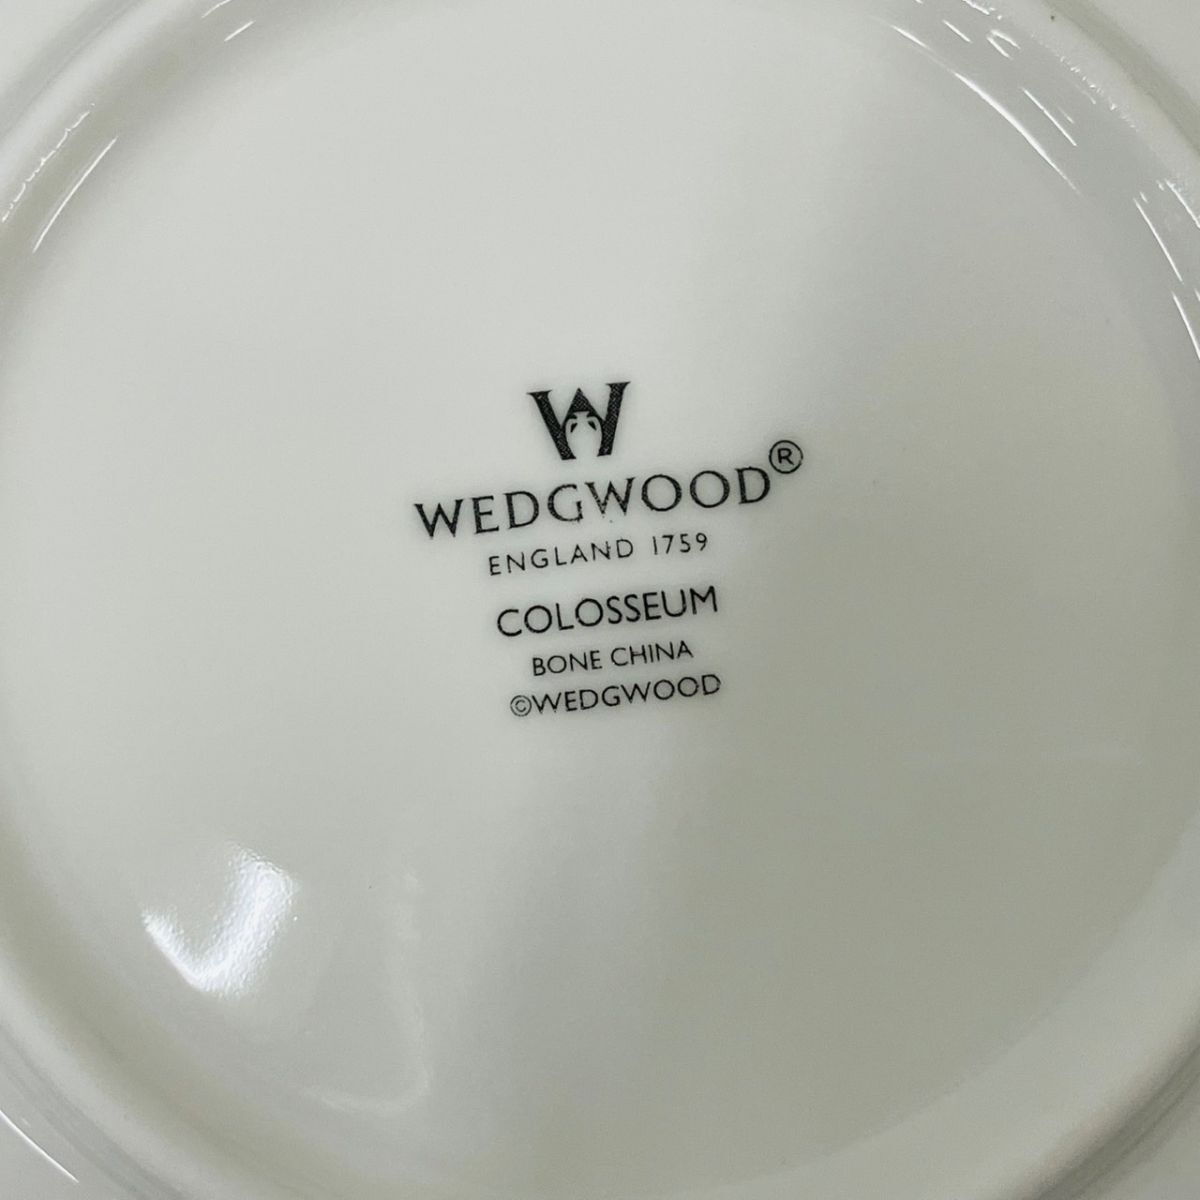 W
WEDGWOOD®
ENGLAND 1759
COLOSSEUM
BONE CHINA
©WEDGWOOD